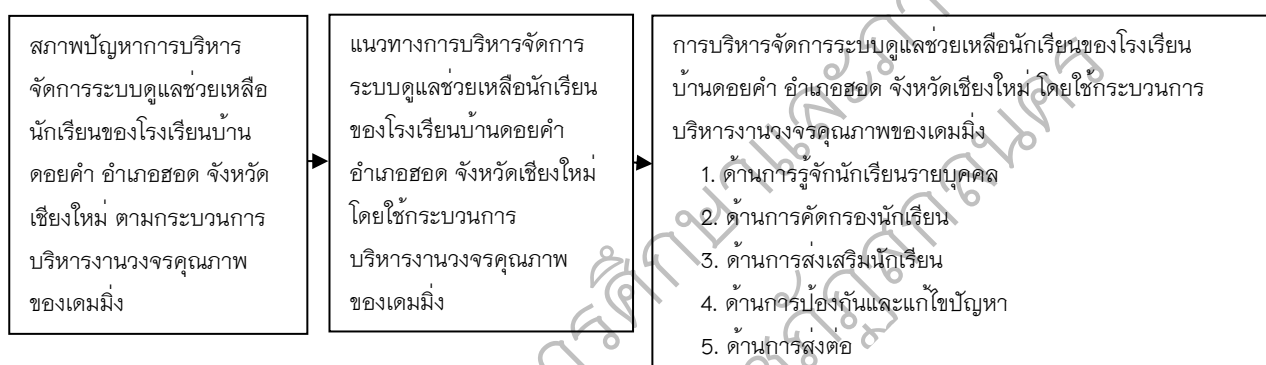 สภาพปัญหาการบริหาร
จัดการระบบดูแลช่วยเหลือ
นักเรียนของโรงเรียนบ้าน
ดอยคำ อำเภอฮอด จังหวัด
เชียงใหม่ ตามกระบวนการ
บริหารงานวงจรคุณภาพ
ของเดมมิ่ง
แนวทางการบริหารจัดการ
ระบบดูแลช่วยเหลือนักเรียน
ของโรงเรียนบ้านดอยคำ
อำเภอฮอด จังหวัดเชียงใหม่
โดยใช้กระบวนการ
บริหารงานวงจรคุณภาพ
ของเดมมิ่ง
การบริหารจัดการระบบดูแลช่วยเหลือนักเรียนของโรงเรียน
บ้านดอยคำ อำเภอฮอด จังหวัดเชียงใหม่ โดยใช้กระบวนการ
บริหารงานวงจรคุณภาพของเดมมิ่ง
1. ด้านการรู้จักนักเรียนรายบุคคล
2. ด้านการคัดกรองนักเรียน
3. ด้านการส่งเสริมนักเรียน
4. ด้านการป้องกันและแก้ไขปัญหา
5. ด้านการส่งต่อ